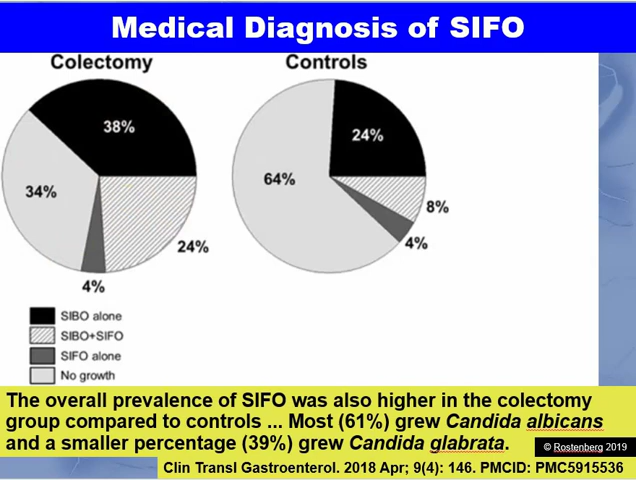 Medical Diagnosis of SIFO
Colectomy
Controls
38%
34%
24%
4%
24%
64%
8%
4%
SIBO alone
SIBO+SIFO
SIFO alone
No growth
The overall prevalence of SIFO was also higher in the colectomy
group compared to controls ... Most (61%) grew Candida albicans
and a smaller percentage (39%) grew Candida glabrata.
© Rostenberg 2019
Clin Transl Gastroenterol. 2018 Apr; 9(4): 146. PMCID: PMC5915536